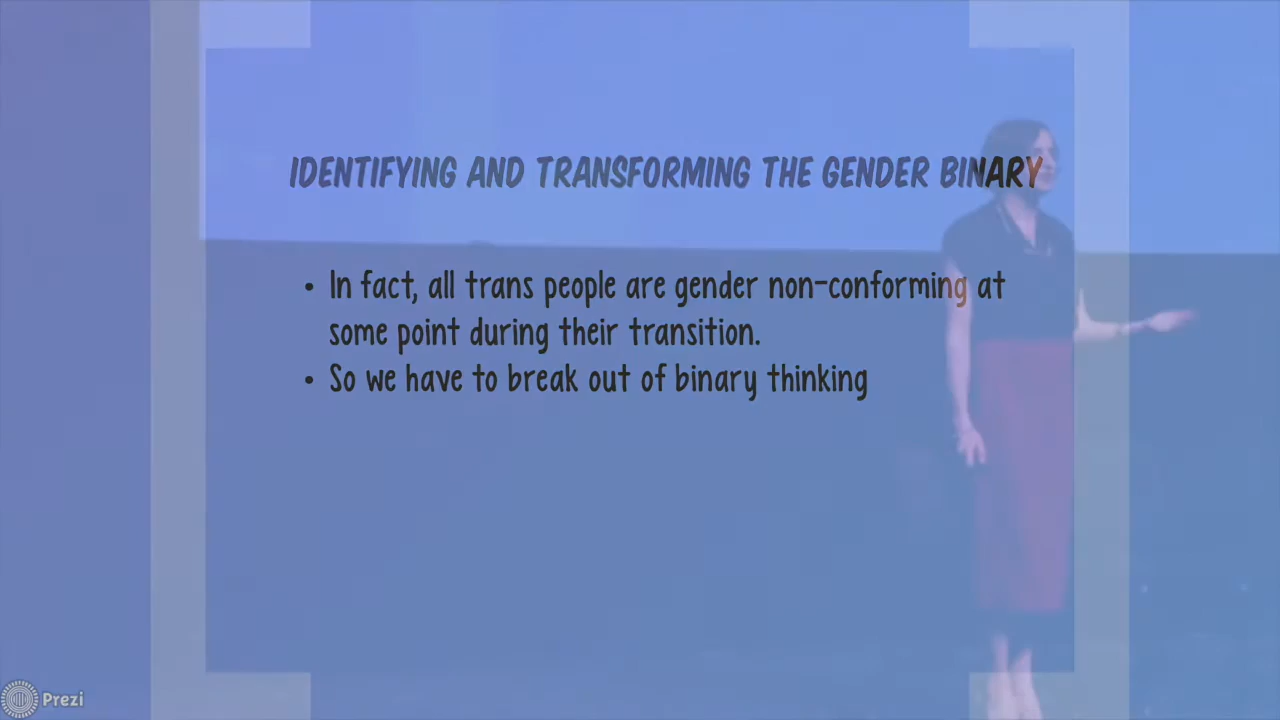 IDENTIFYING AND TRANSFORMING THE GENDER BINARY
• In fact, all trans people are gender non-conforming at
some point during their transition.
• So we have to break out of binary thinking
Prezi